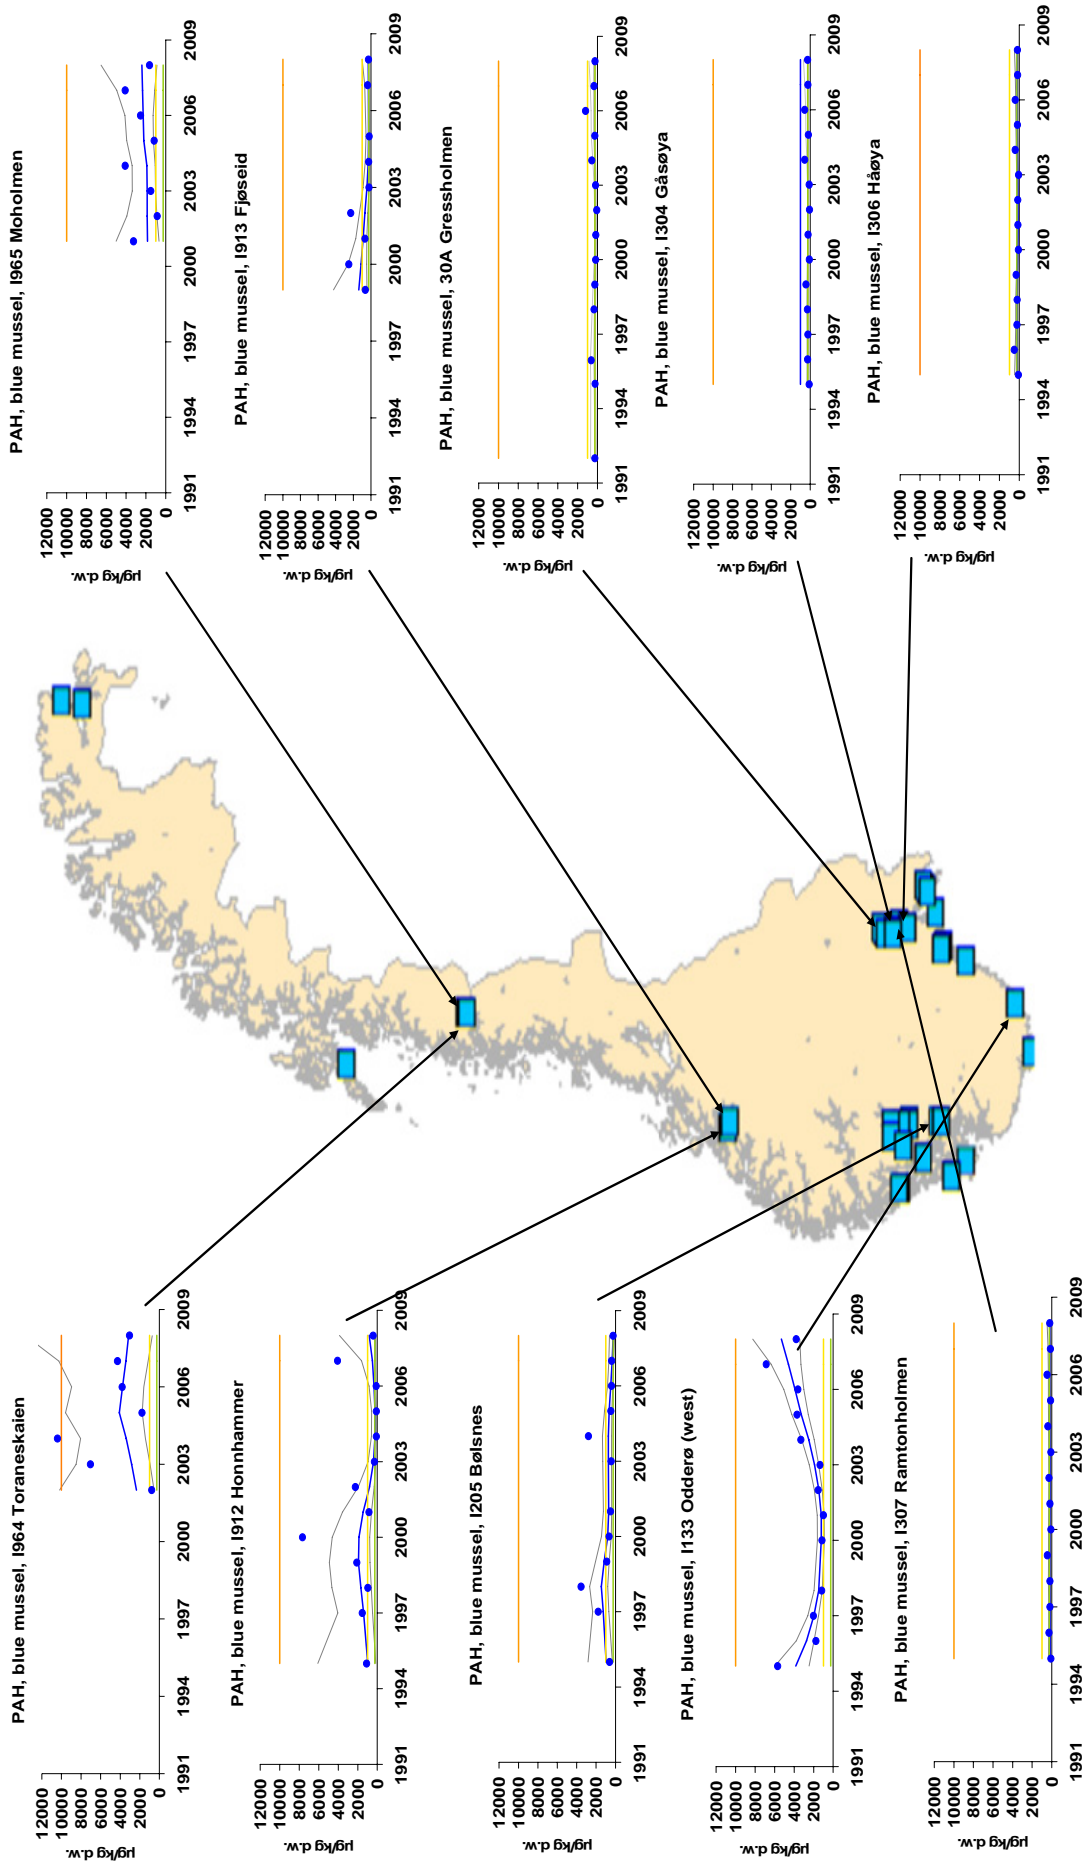 PAH, blue mussel, I964 Toraneskaien
12000
10000
8000
6000
4000
2000
0
µg/kg d.w.
1991 1994 1997 2000 2003 2006 2009
PAH, blue mussel, I912 Honnhammer
12000
10000
8000
6000
4000
2000
0
µg/kg d.w.
1991 1994 1997 2000 2003 2006 2009
PAH, blue mussel, I205 Bølsnes
12000
10000
8000
6000
4000
2000
0
µg/kg d.w.
1991 1994 1997 2000 2003 2006 2009
PAH, blue mussel, I133 Odderø (west)
12000
10000
8000
6000
4000
2000
0
µg/kg d.w.
1991 1994 1997 2000 2003 2006 2009
PAH, blue mussel, I307 Ramtonholmen
12000
10000
8000
6000
4000
2000
0
µg/kg d.w.
1991 1994 1997 2000 2003 2006 2009
PAH, blue mussel, I965 Moholmen
12000
10000
8000
6000
4000
2000
0
µg/kg d.w.
1991 1994 1997 2000 2003 2006 2009
PAH, blue mussel, I913 Fjøseid
12000
10000
8000
6000
4000
2000
0
µg/kg d.w.
1991 1994 1997 2000 2003 2006 2009
PAH, blue mussel, 30A Gressholmen
12000
10000
8000
6000
4000
2000
0
µg/kg d.w.
1991 1994 1997 2000 2003 2006 2009
PAH, blue mussel, I304 Gåsøya
12000
10000
8000
6000
4000
2000
0
µg/kg d.w.
1991 1994 1997 2000 2003 2006 2009
PAH, blue mussel, I306 Håøya
12000
10000
8000
6000
4000
2000
0
µg/kg d.w.
1991 1994 1997 2000 2003 2006 2009